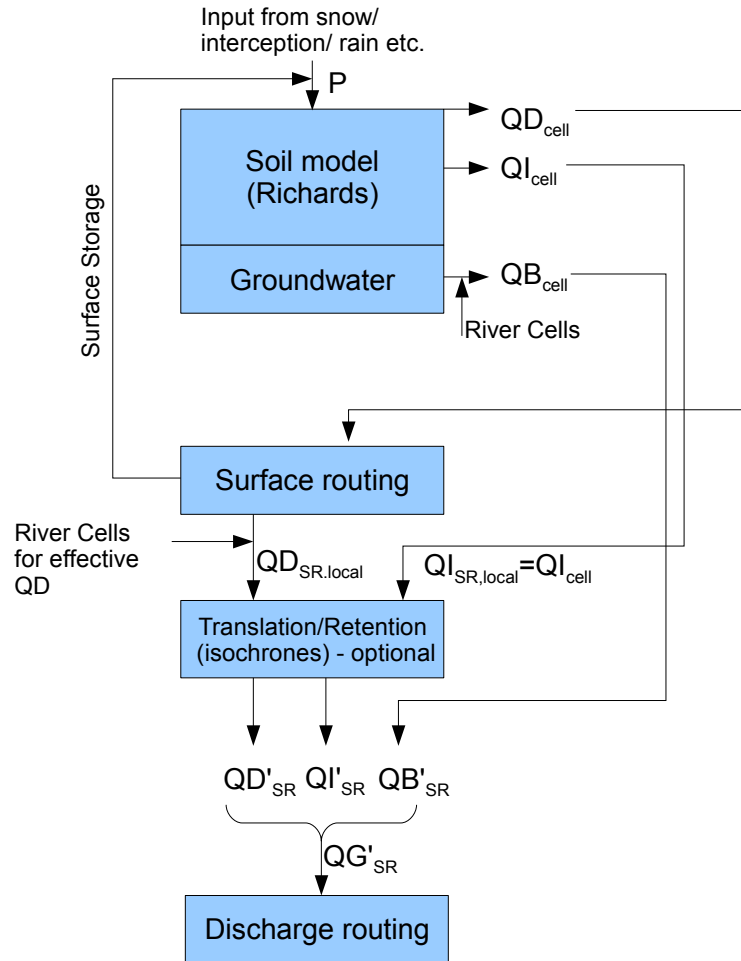 Input from snow/
interception/ rain etc.
P
QD_cell
Soil model
(Richards)
QI_cell
Groundwater
QB_cell
River Cells
Surface Storage
Surface routing
River Cells
for effective
QD
QD_SR.local
QI_SR,local=QI_cell
Translation/Retention
(isochrones) - optional
QD'_SR QI'_SR QB'_SR
QG'_SR
Discharge routing